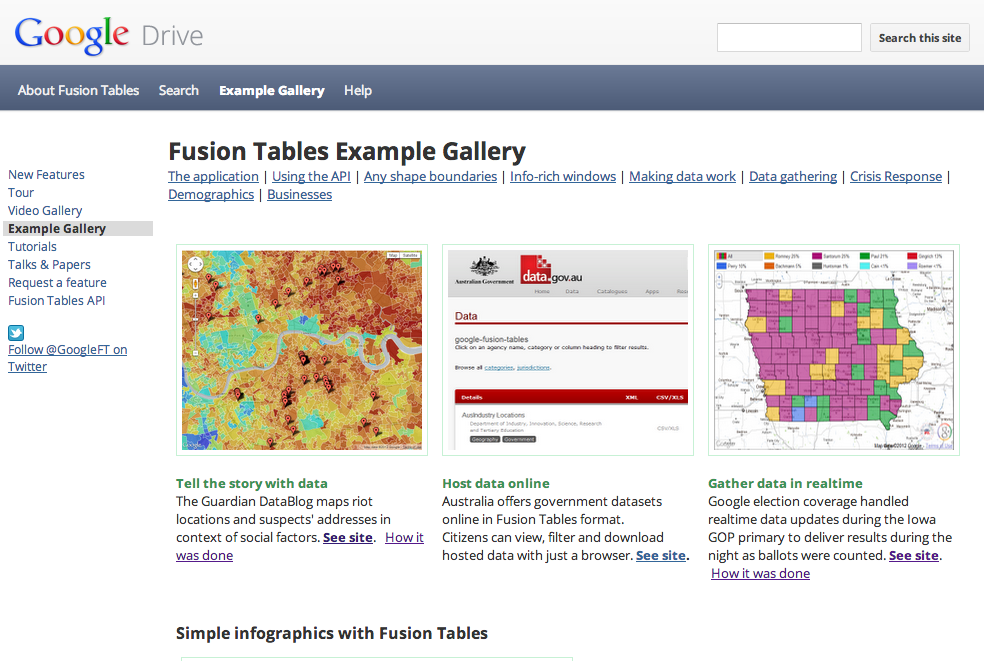 Google Drive
Search this site
About Fusion Tables Search Example Gallery Help
New Features
Tour
Video Gallery
Example Gallery
Tutorials
Talks & Papers
Request a feature
Fusion Tables API
Follow @GoogleFT on
Twitter
Fusion Tables Example Gallery
The application | Using the API | Any shape boundaries | Info-rich windows | Making data work | Data gathering | Crisis Response |
Demographics | Businesses
Map Satellite
Australian Government
data.gov.au
Home Data Catalogues Apps
Data
google-fusion-tables
Click on an agency name, category or column heading to filter results.
Browse all categories, jurisdictions.
Details XML CSV/XLS
AusIndustry Locations
Department of Industry, Innovation, Science, Research
and Tertiary Education
CSV/XLS
Geography Government
All Romney 25% Santorum 25% Paul 21% Gingrich 13%
Perry 10% Bachmann 5% Huntsman 1% Cain <1% Roemer <1%
Tell the story with data
The Guardian DataBlog maps riot
locations and suspects' addresses in
context of social factors. See site. How it
was done
Host data online
Australia offers government datasets
online in Fusion Tables format.
Citizens can view, filter and download
hosted data with just a browser. See site.
Gather data in realtime
Google election coverage handled
realtime data updates during the Iowa
GOP primary to deliver results during the
night as ballots were counted. See site.
How it was done
Simple infographics with Fusion Tables